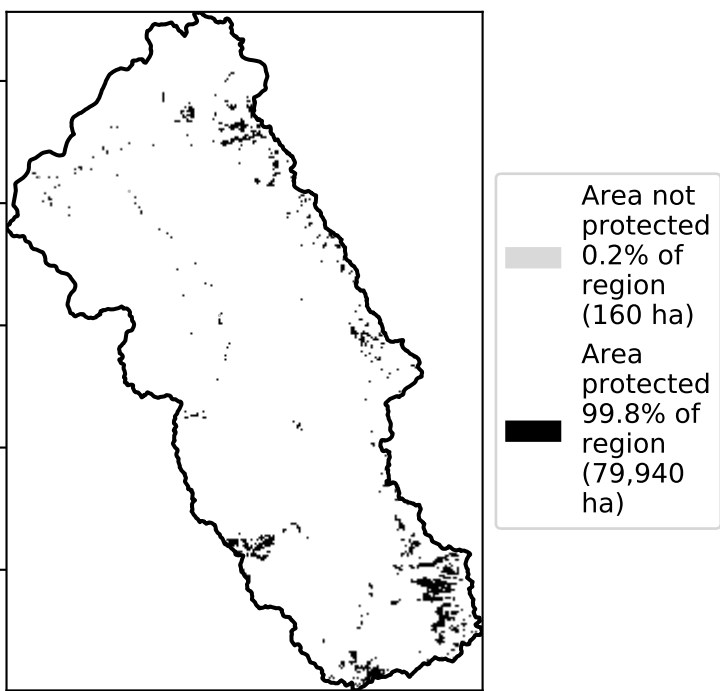 Area not
protected
0.2% of
region
(160 ha)
Area
protected
99.8% of
region
(79,940
ha)